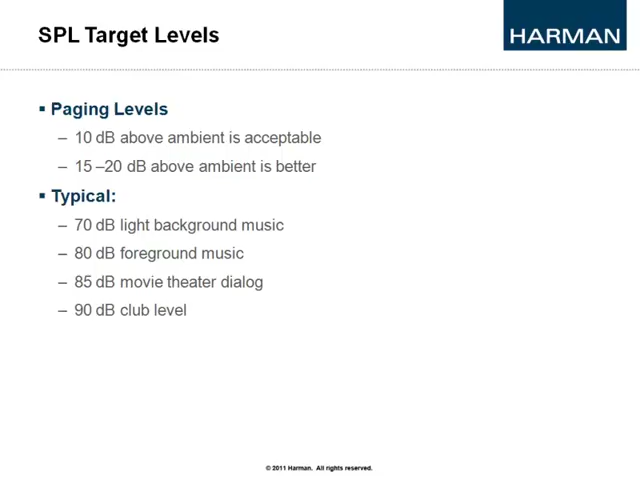 SPL Target Levels
HARMAN
▪ Paging Levels
– 10 dB above ambient is acceptable
– 15 –20 dB above ambient is better
▪ Typical:
– 70 dB light background music
– 80 dB foreground music
– 85 dB movie theater dialog
– 90 dB club level
© 2011 Harman. All rights reserved.